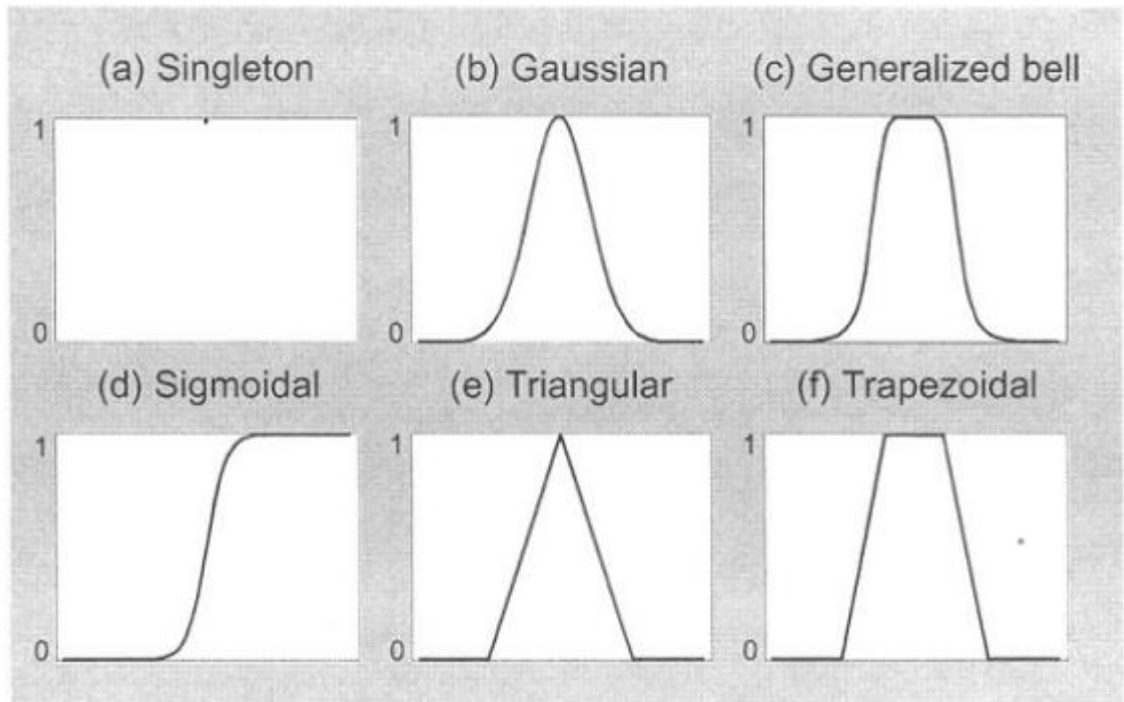 (a) Singleton
(b) Gaussian
(c) Generalized bell
1
0
1
0
1
0
(d) Sigmoidal
(e) Triangular
(f) Trapezoidal
1
0
1
0
1
0